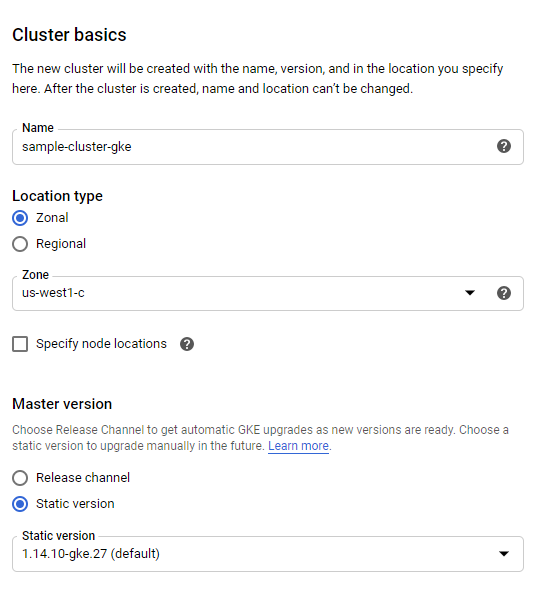 Cluster basics
The new cluster will be created with the name, version, and in the location you specify
here. After the cluster is created, name and location can't be changed.
Name
sample-cluster-gke
Location type
Zonal
Regional
Zone
us-west1-c
Specify node locations
Master version
Choose Release Channel to get automatic GKE upgrades as new versions are ready. Choose a
static version to upgrade manually in the future. Learn more.
Release channel
Static version
Static version
1.14.10-gke.27 (default)